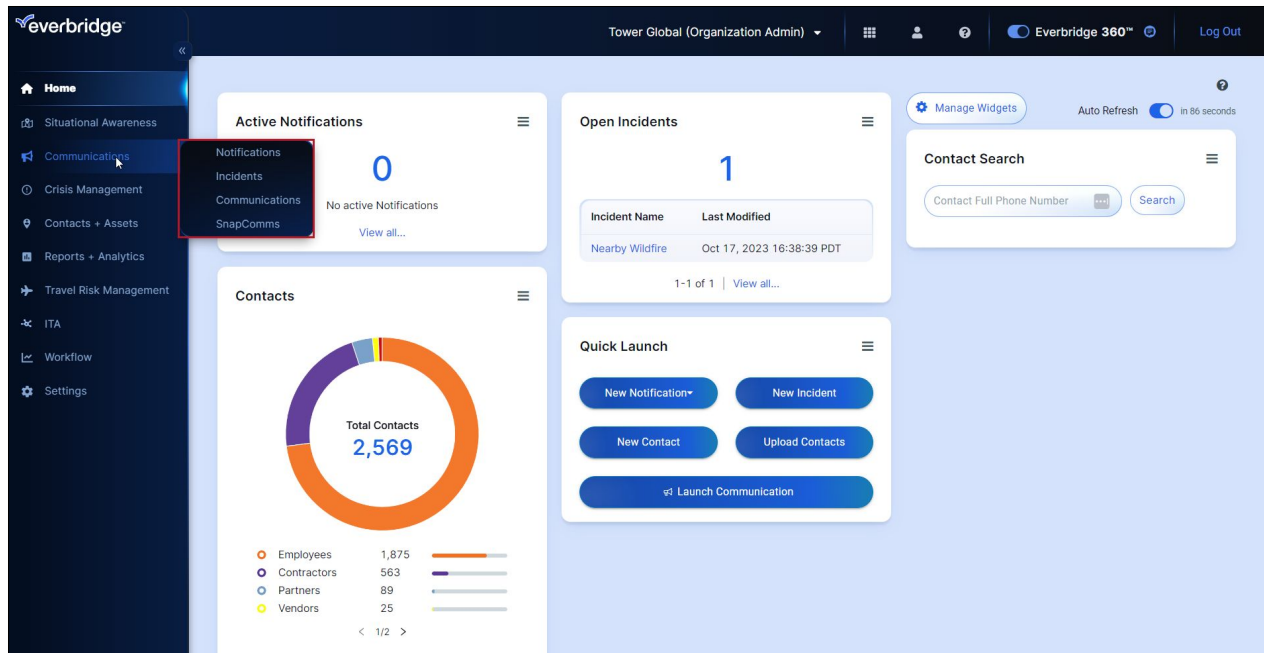 everbridge™
Tower Global (Organization Admin)
Everbridge 360™
Log Out
Home
Situational Awareness
Communications
Crisis Management
Contacts + Assets
Reports + Analytics
Travel Risk Management
ITA
Workflow
Settings
Notifications
Incidents
Communications
SnapComms
Active Notifications
0
No active Notifications
View all...
Contacts
Total Contacts
2,569
Employees 1,875
Contractors 563
Partners 89
Vendors 25
< 1/2 >
Open Incidents
1
Incident Name Last Modified
Nearby Wildfire Oct 17, 2023 16:38:39 PDT
1-1 of 1 | View all...
Quick Launch
New Notification New Incident
New Contact Upload Contacts
Launch Communication
Manage Widgets Auto Refresh in 86 seconds
Contact Search
Contact Full Phone Number Search